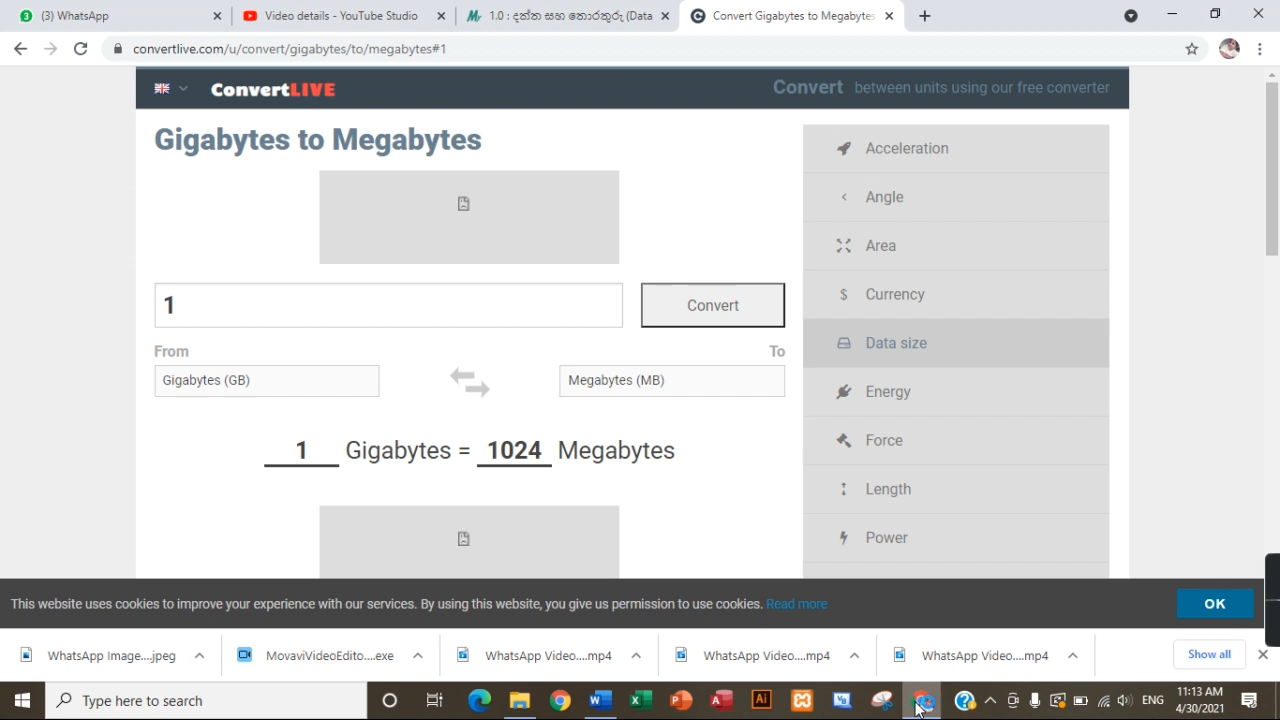 (3) WhatsApp
Video details - YouTube Studio
1.0 : දත්ත සහ තොරතුරු (Data
Convert Gigabytes to Megabytes
convertlive.com/u/convert/gigabytes/to/megabytes#1
ConvertLIVE
Convert between units using our free converter
Gigabytes to Megabytes
1
Convert
From
To
Gigabytes (GB)
Megabytes (MB)
1 Gigabytes = 1024 Megabytes
Acceleration
Angle
Area
Currency
Data size
Energy
Force
Length
Power
This website uses cookies to improve your experience with our services. By using this website, you give us permission to use cookies. Read more
OK
WhatsApp Image....jpeg
MovaviVideoEdito....exe
WhatsApp Video....mp4
WhatsApp Video....mp4
WhatsApp Video....mp4
Show all
Type here to search
ENG
11:13 AM
4/30/2021